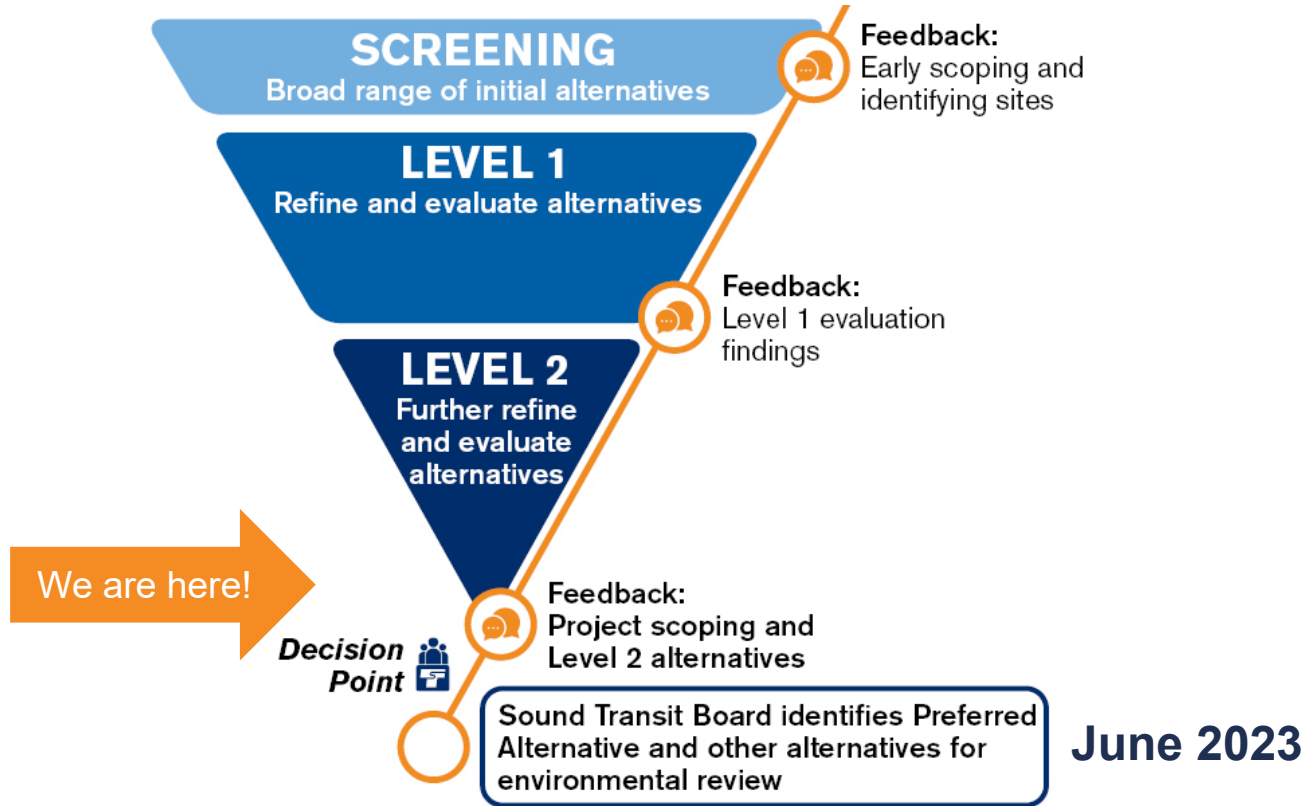 SCREENING
Broad range of initial alternatives
Feedback:
Early scoping and
identifying sites
LEVEL 1
Refine and evaluate alternatives
Feedback:
Level 1 evaluation
findings
LEVEL 2
Further refine
and evaluate
alternatives
We are here!
Feedback:
Project scoping and
Level 2 alternatives
Decision
Point
Sound Transit Board identifies Preferred
Alternative and other alternatives for
environmental review
June 2023